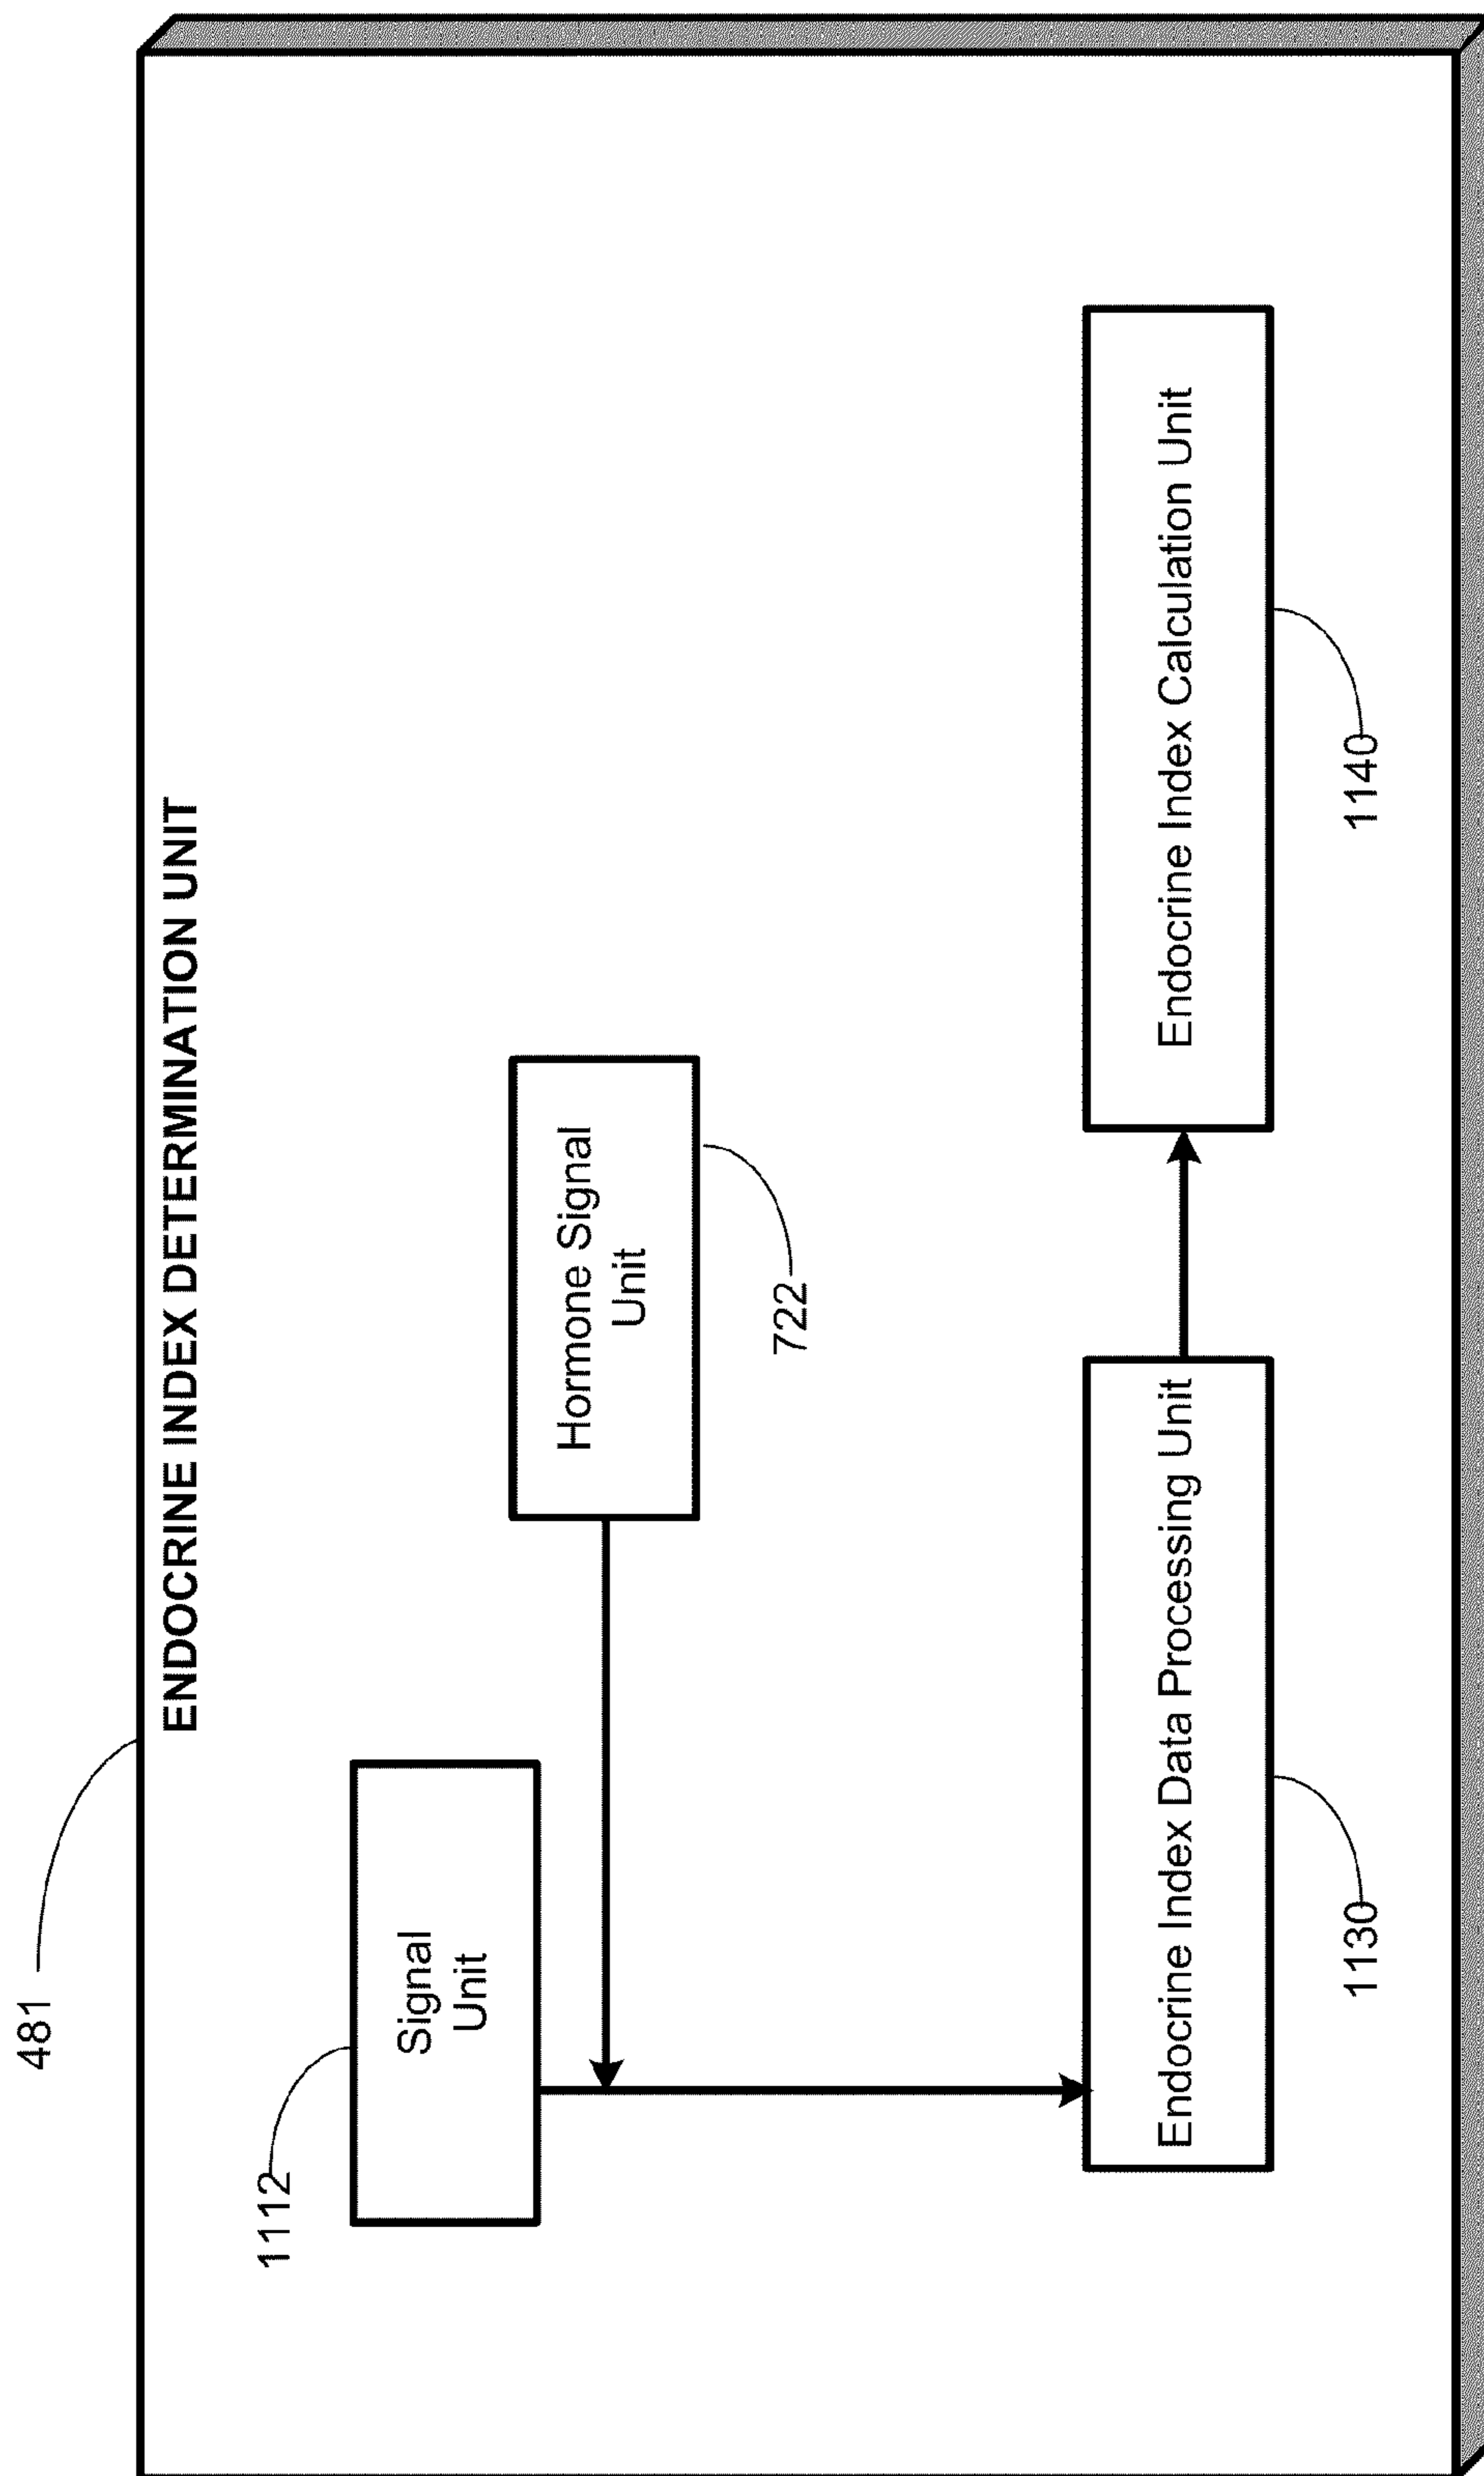 481
ENDOCRINE INDEX DETERMINATION UNIT
1112
Signal
Unit
Hormone Signal
Unit
722
Endocrine Index Data Processing Unit
1130
Endocrine Index Calculation Unit
1140